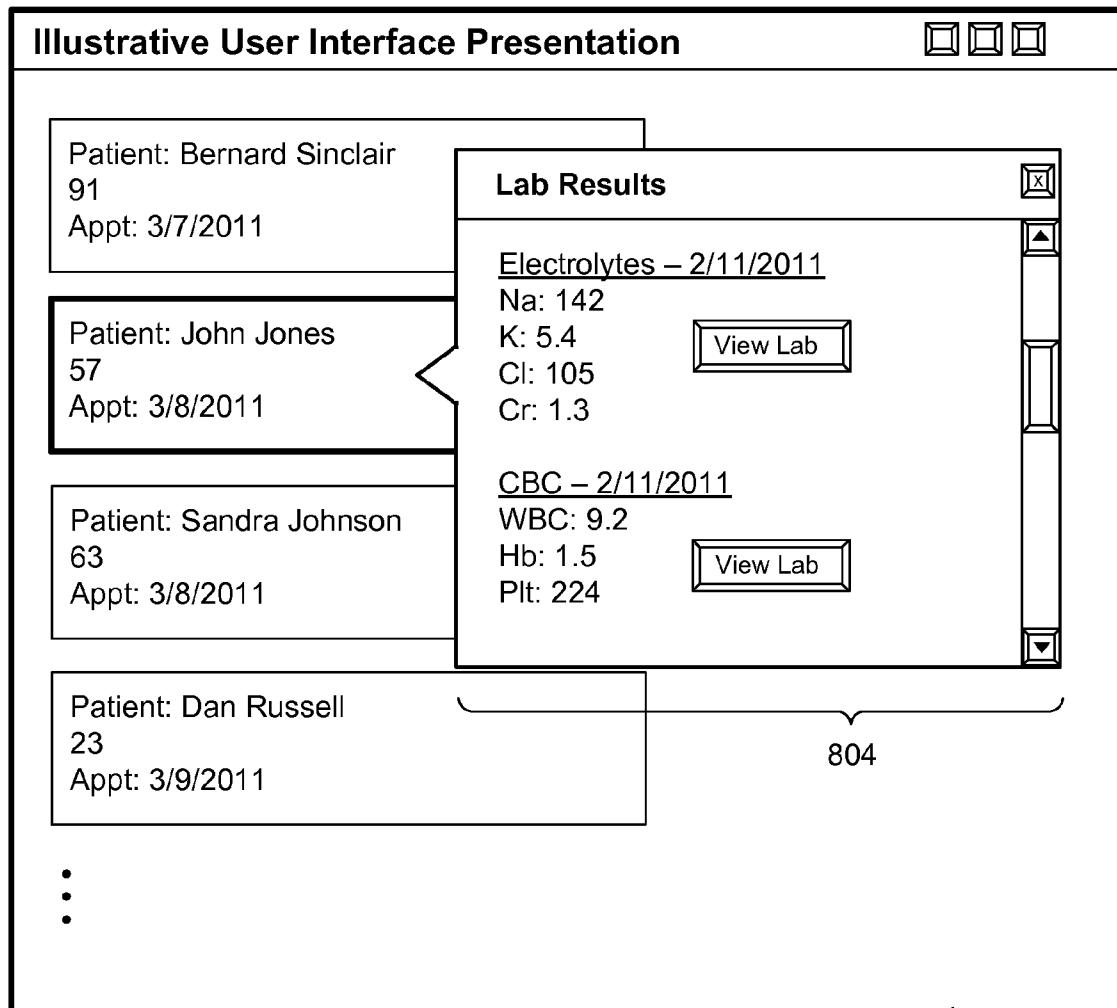 Illustrative User Interface Presentation
Patient: Bernard Sinclair
91
Appt: 3/7/2011
Patient: John Jones
57
Appt: 3/8/2011
Patient: Sandra Johnson
63
Appt: 3/8/2011
Patient: Dan Russell
23
Appt: 3/9/2011
Lab Results
X
Electrolytes – 2/11/2011
Na: 142
K: 5.4
View Lab
Cl: 105
Cr: 1.3
CBC – 2/11/2011
WBC: 9.2
Hb: 1.5
View Lab
Plt: 224
804